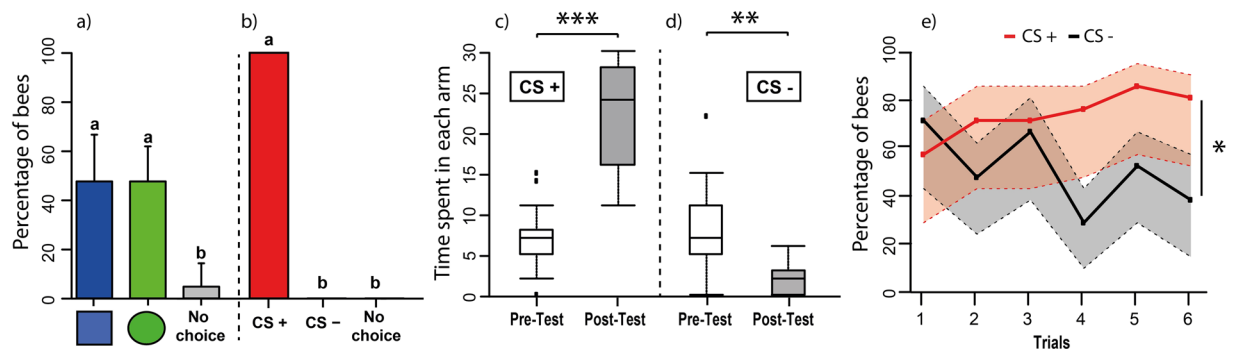 a)
b)
c)
d)
e)
Percentage of bees
100
80
60
40
20
0
a
a
b
a
b
b
No
choice
CS +
CS –
No
choice
Time spent in each arm
30
25
20
15
10
5
0
***
**
CS +
CS -
Pre-Test
Post-Test
Pre-Test
Post-Test
CS +
CS -
Percentage of bees
100
80
60
40
20
0
*
1
2
3
4
5
6
Trials